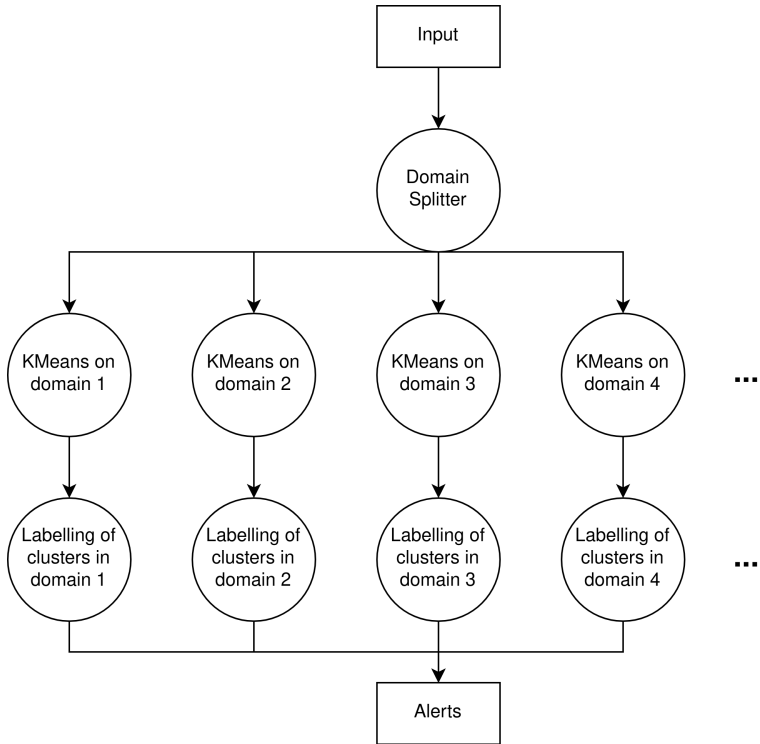 Input
Domain
Splitter
KMeans on
domain 1
KMeans on
domain 2
KMeans on
domain 3
KMeans on
domain 4
...
Labelling of
clusters in
domain 1
Labelling of
clusters in
domain 2
Labelling of
clusters in
domain 3
Labelling of
clusters in
domain 4
...
Alerts